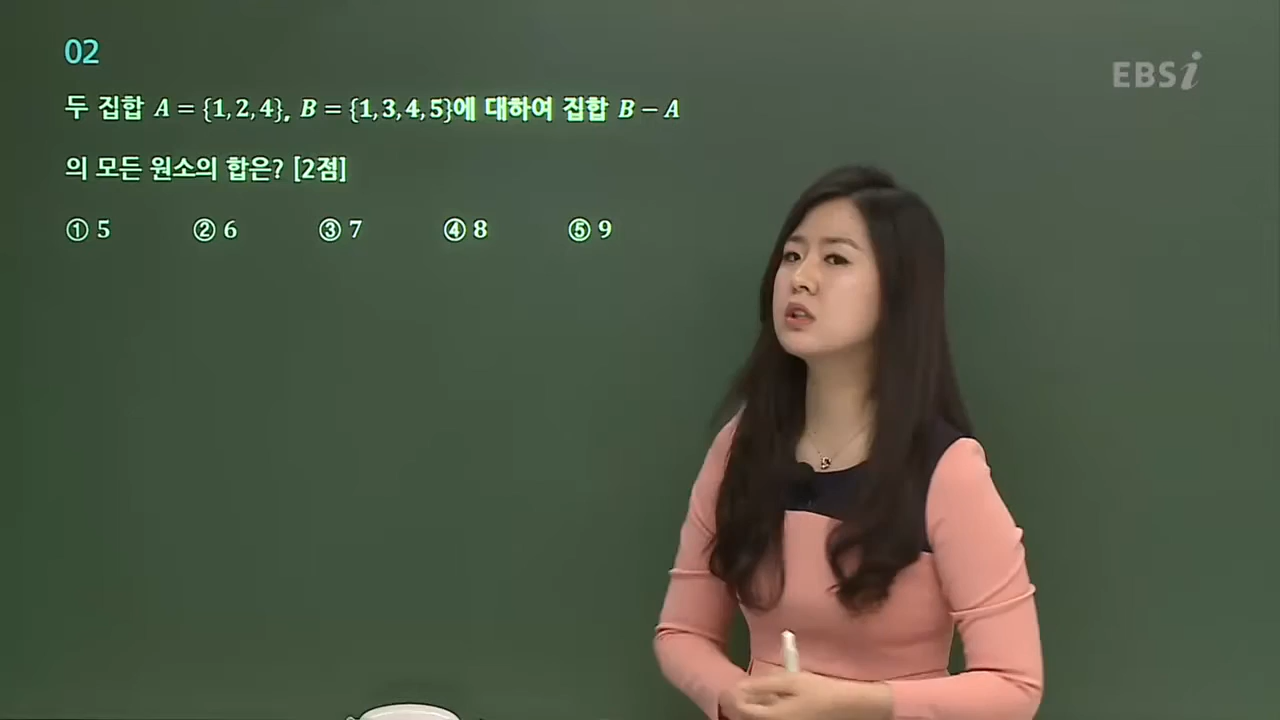 02
EBSi
두 집합 A = {1, 2, 4}, B = {1, 3, 4, 5}에 대하여 집합 B − A
의 모든 원소의 합은? [2점]
① 5 ② 6 ③ 7 ④ 8 ⑤ 9